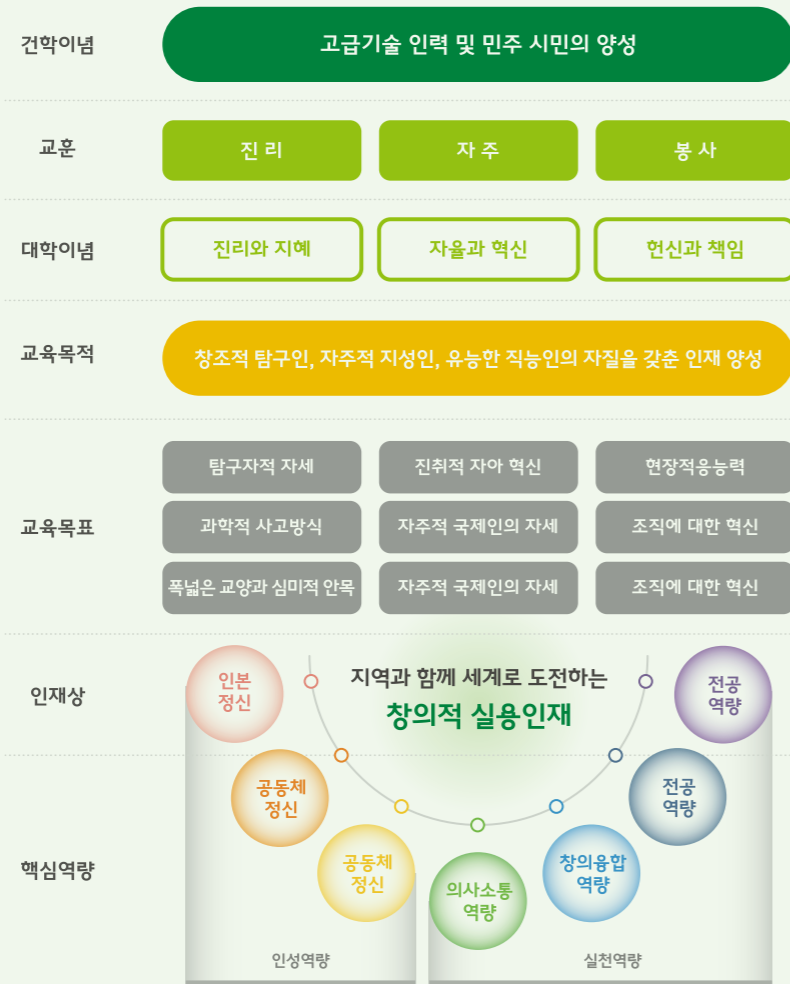 건학이념
고급기술 인력 및 민주 시민의 양성
교훈
진 리
자 주
봉 사
대학이념
진리와 지혜
자율과 혁신
헌신과 책임
교육목적
창조적 탐구인, 자주적 지성인, 유능한 직능인의 자질을 갖춘 인재 양성
교육목표
탐구자적 자세
진취적 자아 혁신
현장적응능력
과학적 사고방식
자주적 국제인의 자세
조직에 대한 혁신
폭넓은 교양과 심미적 안목
자주적 국제인의 자세
조직에 대한 혁신
인재상
지역과 함께 세계로 도전하는
창의적 실용인재
핵심역량
인본
정신
공동체
정신
공동체
정신
의사소통
역량
창의융합
역량
전공
역량
전공
역량
인성역량
실천역량